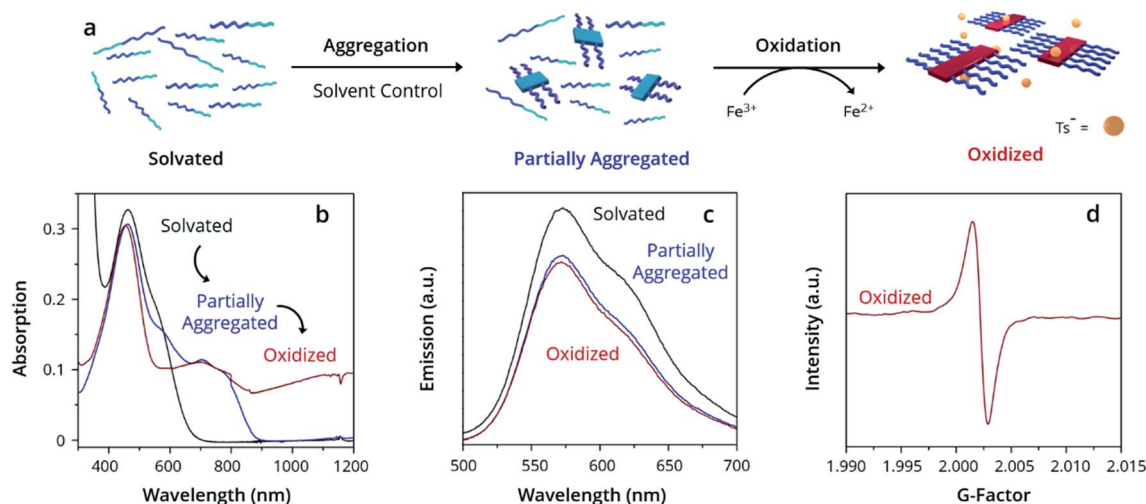 a
Aggregation
Solvent Control
Oxidation
Fe3+
Fe2+
Ts- =
Solvated
Partially Aggregated
Oxidized
b
Solvated
Partially
Aggregated
Oxidized
Absorption
0.3
0.2
0.1
0
400
600
800
1000
1200
Wavelength (nm)
c
Solvated
Partially
Aggregated
Oxidized
Emission (a.u.)
500
550
600
650
700
Wavelength (nm)
d
Oxidized
Intensity (a.u.)
1.990
1.995
2.000
2.005
2.010
2.015
G-Factor